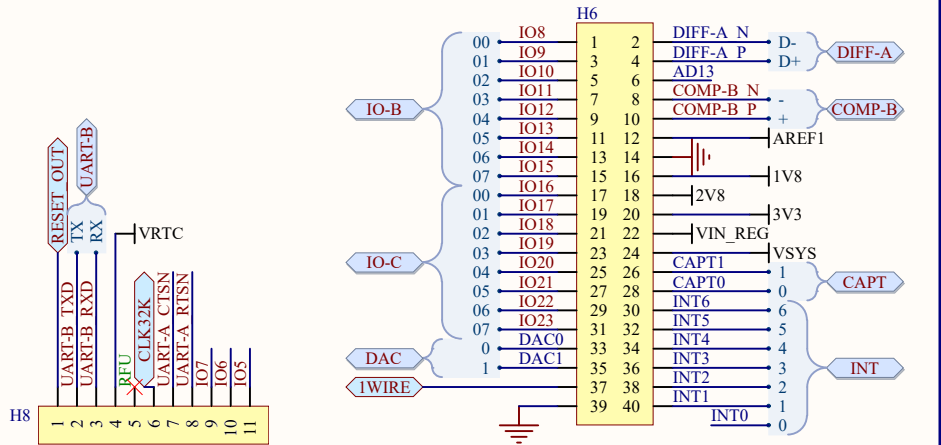 H6
00 IO8 1 2 DIFF-A_N D-
01 IO9 3 4 DIFF-A_P D+ DIFF-A
02 IO10 5 6 AD13
03 IO11 7 8 COMP-B_N -
IO-B 04 IO12 9 10 COMP-B_P + COMP-B
05 IO13 11 12 AREF1
06 IO14 13 14
07 IO15 15 16 1V8
00 IO16 17 18 2V8
01 IO17 19 20 3V3
02 IO18 21 22 VIN_REG
IO-C 03 IO19 23 24 VSYS
04 IO20 25 26 CAPT1 1
05 IO21 27 28 CAPT0 0 CAPT
06 IO22 29 30 INT6 6
07 IO23 31 32 INT5 5
DAC 0 DAC0 33 34 INT4 4
1 DAC1 35 36 INT3 3 INT
1WIRE 37 38 INT2 2
39 40 INT1 1
INT0 0
RESET_OUT
UART-B
TX
RX
VRTC
UART-B_TXD
UART-B_RXD
RFU
CLK32K
UART-A_CTSN
UART-A_RTSN
IO7
IO6
IO5
H8
1 2 3 4 5 6 7 8 9 10 11